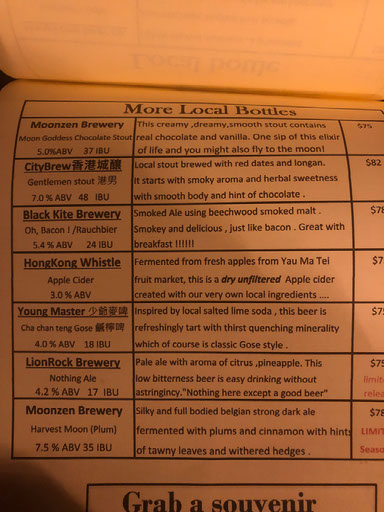 More Local Bottles
Moonzen Brewery
Moon Goddess Chocolate Stout
5.0%ABV 37 IBU
This creamy ,dreamy,smooth stout contains
real chocolate and vanilla. One sip of this elixir
of life and you might also fly to the moon!
$75
CityBrew香港城釀
Gentlemen stout 港男
7.0 % ABV 48 IBU
Local stout brewed with red dates and longan.
It starts with smoky aroma and herbal sweetness
with smooth body and hint of chocolate .
$82
Black Kite Brewery
Oh, Bacon ! /Rauchbier
5.4 % ABV 24 IBU
Smoked Ale using beechwood smoked malt .
Smokey and delicious , just like bacon . Great with
breakfast !!!!!!
$78
HongKong Whistle
Apple Cider
3.0 % ABV
Fermented from fresh apples from Yau Ma Tei
fruit market, this is a dry unfiltered Apple cider
created with our very own local ingredients ....
$7
Young Master 少爺麥啤
Cha chan teng Gose 鹹檸啤
4.0 % ABV 18 IBU
Inspired by local salted lime soda , this beer is
refreshingly tart with thirst quenching minerality
which of course is classic Gose style .
$75
LionRock Brewery
Nothing Ale
4.2 % ABV 17 IBU
Pale ale with aroma of citrus ,pineapple. This
low bitterness beer is easy drinking without
astringincy."Nothing here except a good beer"
$75
limit
relea
Moonzen Brewery
Harvest Moon (Plum)
7.5 % ABV 35 IBU
Silky and full bodied belgian strong dark ale
fermented with plums and cinnamon with hints
of tawny leaves and withered hedges .
$78
LIMIT
Seaso
Grab a souvenir